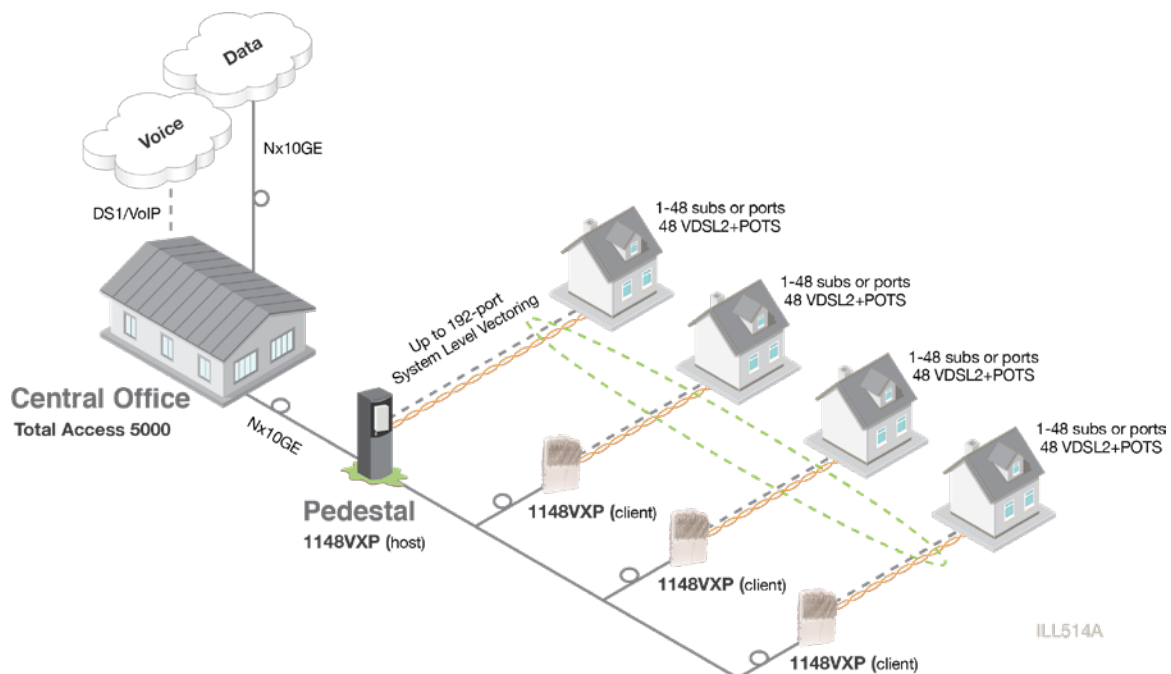 Data
Voice
Nx10GE
DS1/VoIP
Central Office
Total Access 5000
Nx10GE
Pedestal
1148VXP (host)
Up to 192-port
System Level Vectoring
1-48 subs or ports
48 VDSL2+POTS
1-48 subs or ports
48 VDSL2+POTS
1-48 subs or ports
48 VDSL2+POTS
1-48 subs or ports
48 VDSL2+POTS
1148VXP (client)
1148VXP (client)
1148VXP (client)
ILL514A